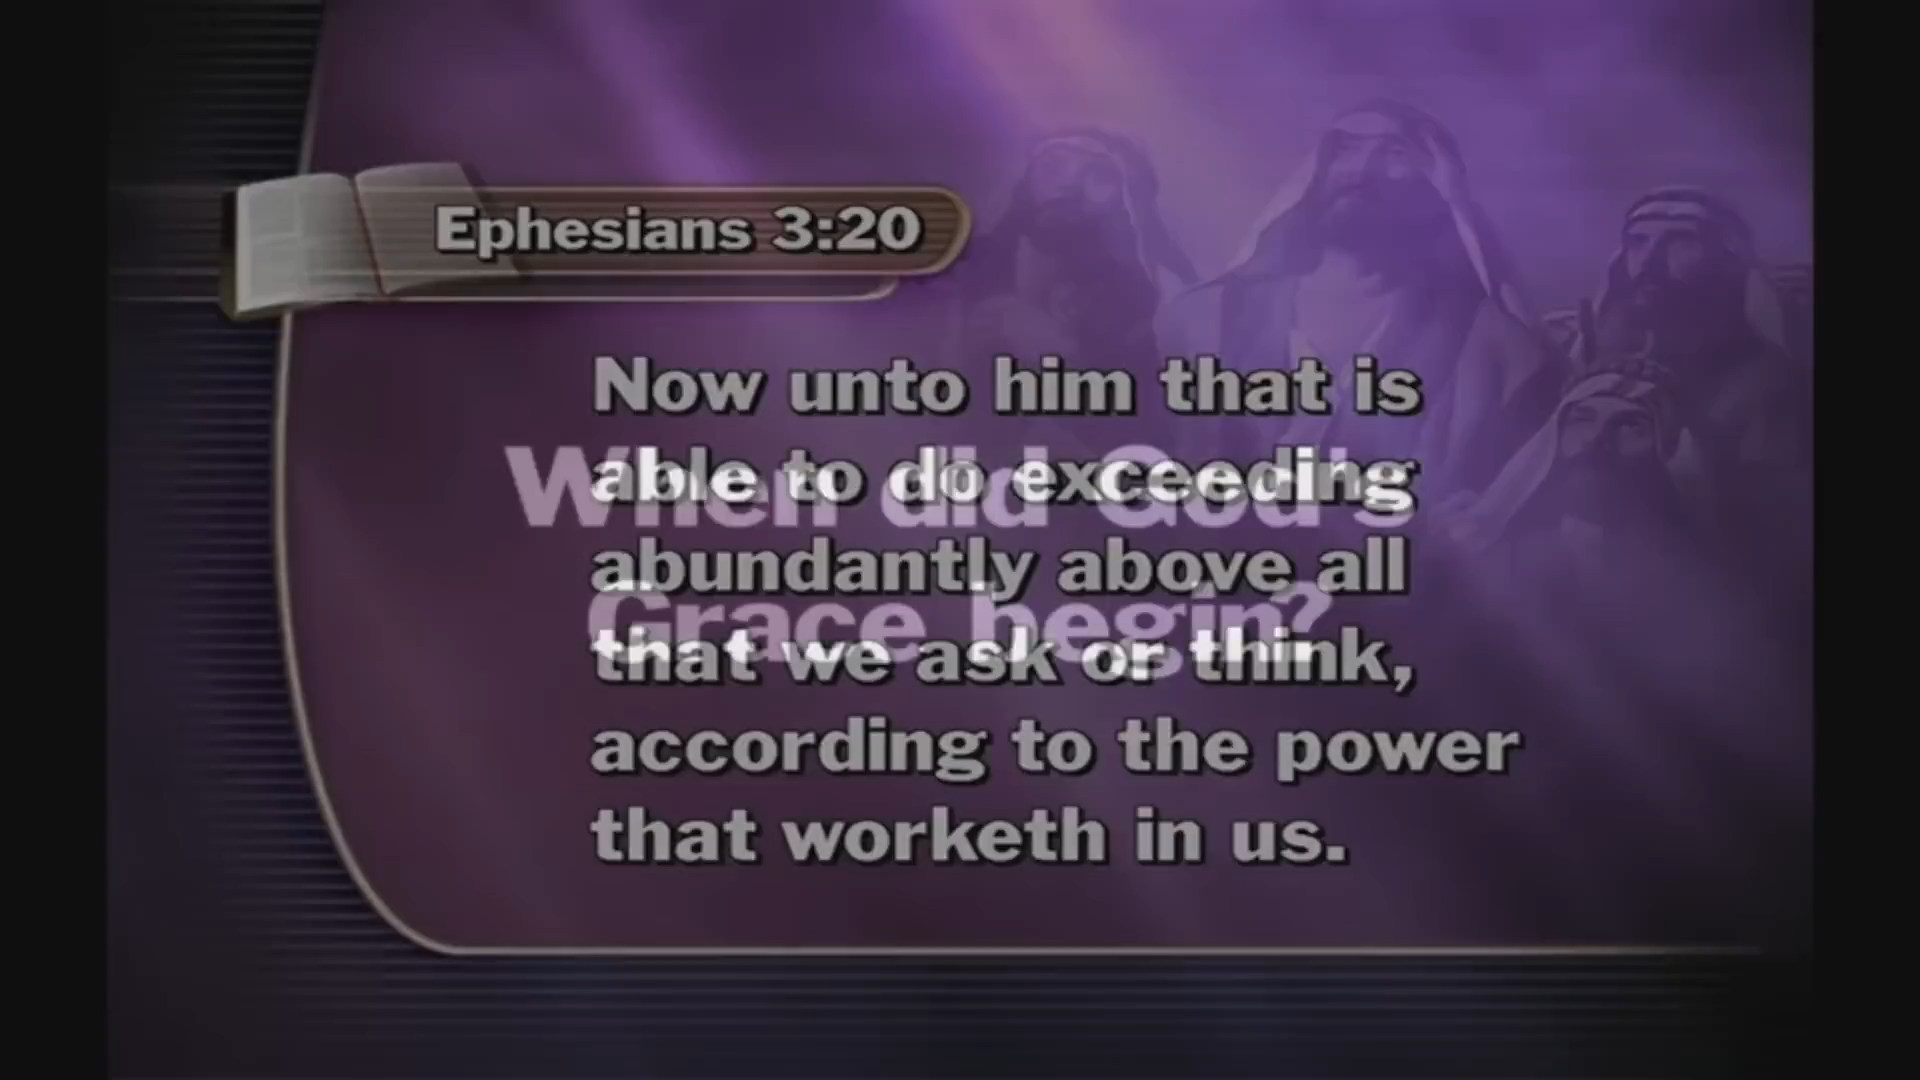 Ephesians 3:20
Now unto him that is
able to do exceeding
abundantly above all
that we ask or think,
according to the power
that worketh in us.
When did God's
Grace begin?